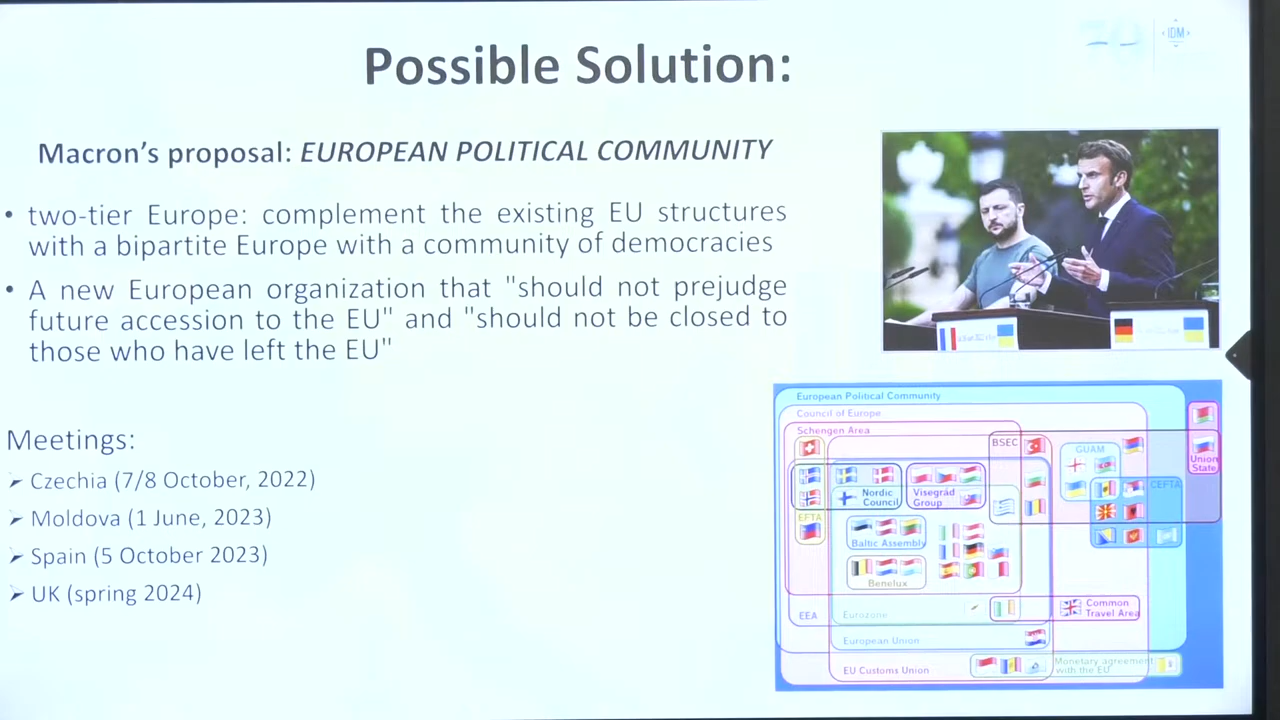 IDM
Possible Solution:
Macron's proposal: EUROPEAN POLITICAL COMMUNITY
• two-tier Europe: complement the existing EU structures
with a bipartite Europe with a community of democracies
• A new European organization that "should not prejudge
future accession to the EU" and "should not be closed to
those who have left the EU"
Meetings:
➢ Czechia (7/8 October, 2022)
➢ Moldova (1 June, 2023)
➢ Spain (5 October 2023)
➢ UK (spring 2024)
European Political Community
Council of Europe
Schengen Area
BSEC
GUAM
Union
State
Nordic
Council
Visegrád
Group
CEFTA
EFTA
Baltic Assembly
Benelux
EEA
Eurozone
Common
Travel Area
European Union
EU Customs Union
Monetary agreement
with the EU